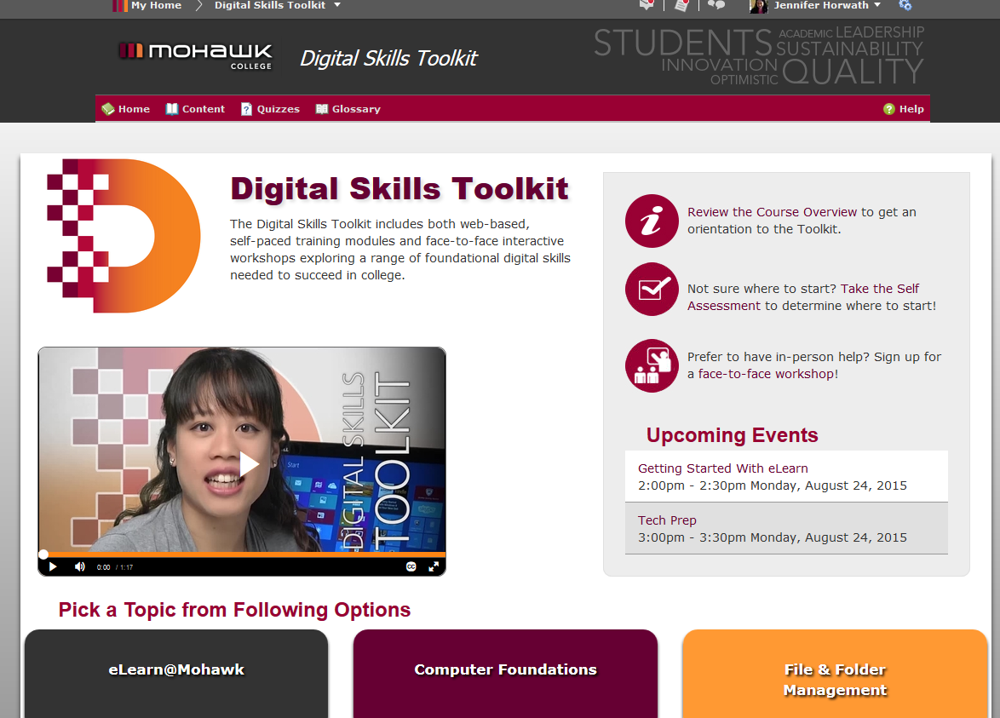 My Home
Digital Skills Toolkit
Jennifer Horwath
mohawk
COLLEGE
Digital Skills Toolkit
STUDENTS
ACADEMIC LEADERSHIP
SUSTAINABILITY
INNOVATION
OPTIMISTIC
QUALITY
Home
Content
Quizzes
Glossary
Help
Digital Skills Toolkit
The Digital Skills Toolkit includes both web-based,
self-paced training modules and face-to-face interactive
workshops exploring a range of foundational digital skills
needed to succeed in college.
Review the Course Overview to get an
orientation to the Toolkit.
Not sure where to start? Take the Self
Assessment to determine where to start!
Prefer to have in-person help? Sign up for
a face-to-face workshop!
DIGITAL SKILLS
TOOLKIT
Start
0:00 / 1:17
CC
Upcoming Events
Getting Started With eLearn
2:00pm - 2:30pm Monday, August 24, 2015
Tech Prep
3:00pm - 3:30pm Monday, August 24, 2015
Pick a Topic from Following Options
eLearn@Mohawk
Computer Foundations
File & Folder
Management